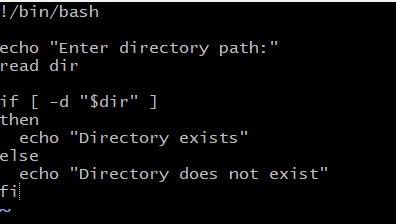 !/bin/bash

echo "Enter directory path:"
read dir

if [ -d "$dir" ]
then
  echo "Directory exists"
else
  echo "Directory does not exist"
fi
~